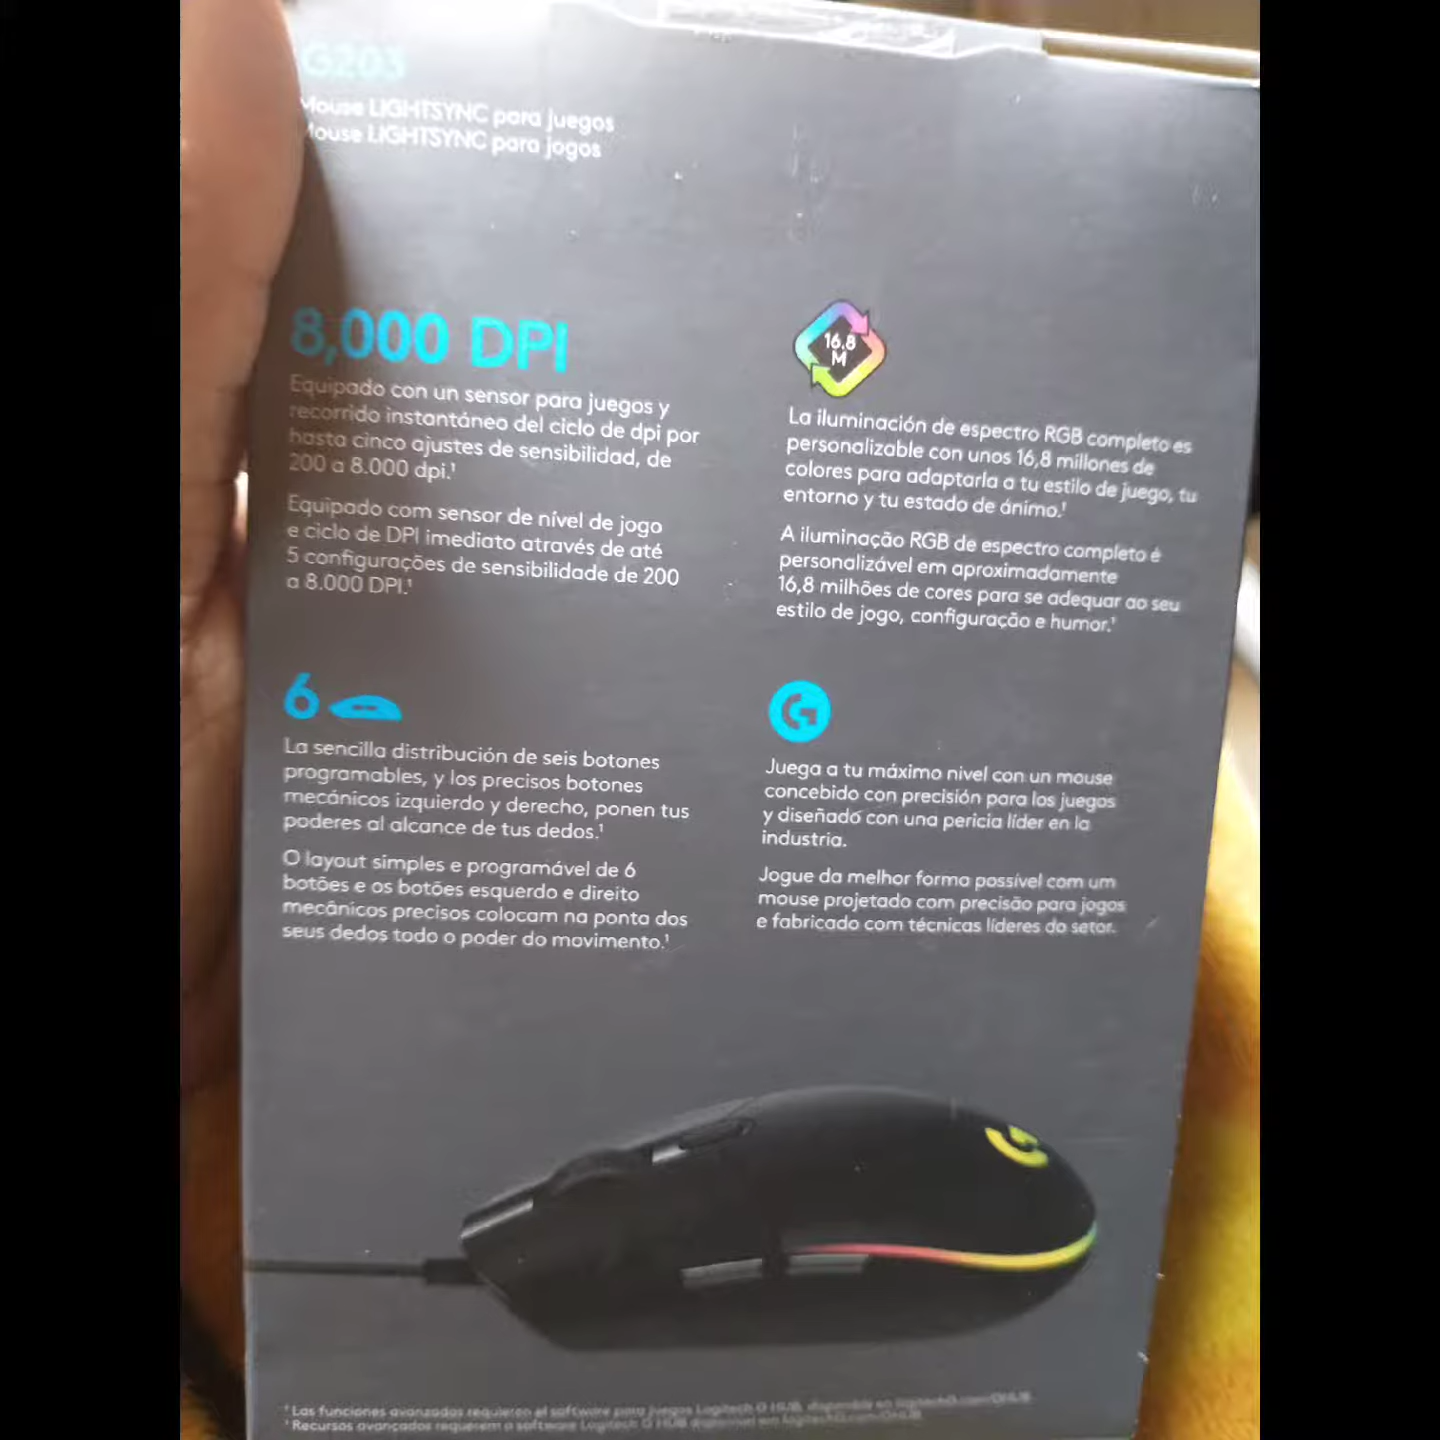 G203
Mouse LIGHTSYNC para juegos
Mouse LIGHTSYNC para jogos
8,000 DPI
Equipado con un sensor para juegos y
recorrido instantáneo del ciclo de dpi por
hasta cinco ajustes de sensibilidad, de
200 a 8.000 dpi.¹
Equipado com sensor de nível de jogo
e ciclo de DPI imediato através de até
5 configurações de sensibilidade de 200
a 8.000 DPI.¹
16,8
M
La iluminación de espectro RGB completo es
personalizable con unos 16,8 millones de
colores para adaptarla a tu estilo de juego, tu
entorno y tu estado de ánimo.¹
A iluminação RGB de espectro completo é
personalizável em aproximadamente
16,8 milhões de cores para se adequar ao seu
estilo de jogo, configuração e humor.¹
6
La sencilla distribución de seis botones
programables, y los precisos botones
mecánicos izquierdo y derecho, ponen tus
poderes al alcance de tus dedos.¹
O layout simples e programável de 6
botões e os botões esquerdo e direito
mecânicos precisos colocam na ponta dos
seus dedos todo o poder do movimento.¹
G
Juega a tu máximo nivel con un mouse
concebido con precisión para los juegos
y diseñado con una pericia líder en la
industria.
Jogue da melhor forma possível com um
mouse projetado com precisão para jogos
e fabricado com técnicas líderes do setor.
¹ Las funciones avanzadas requieren el software para juegos Logitech G HUB, disponible en logitechG.com/GHUB
¹ Recursos avançados requerem o software Logitech G HUB disponível em logitechG.com/GHUB